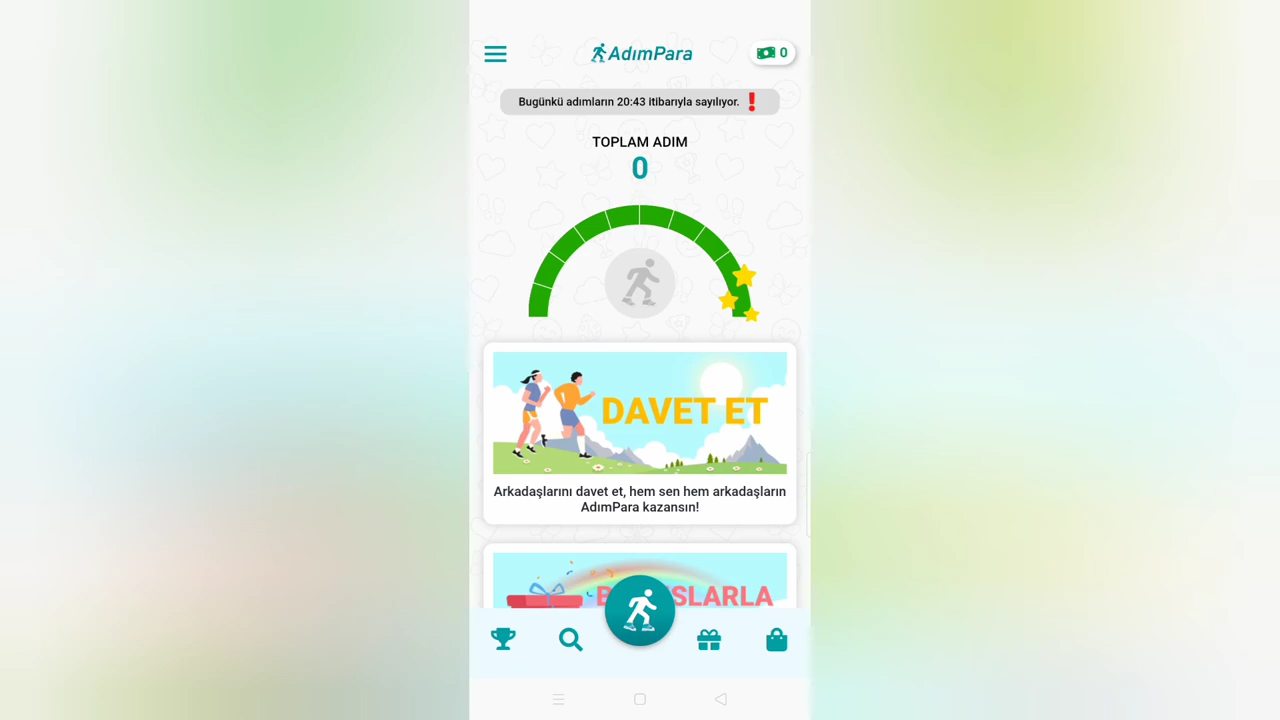 AdımPara
0
Bugünkü adımların 20:43 itibarıyla sayılıyor.
TOPLAM ADIM
0
DAVET ET
Arkadaşlarını davet et, hem sen hem arkadaşların
AdımPara kazansın!